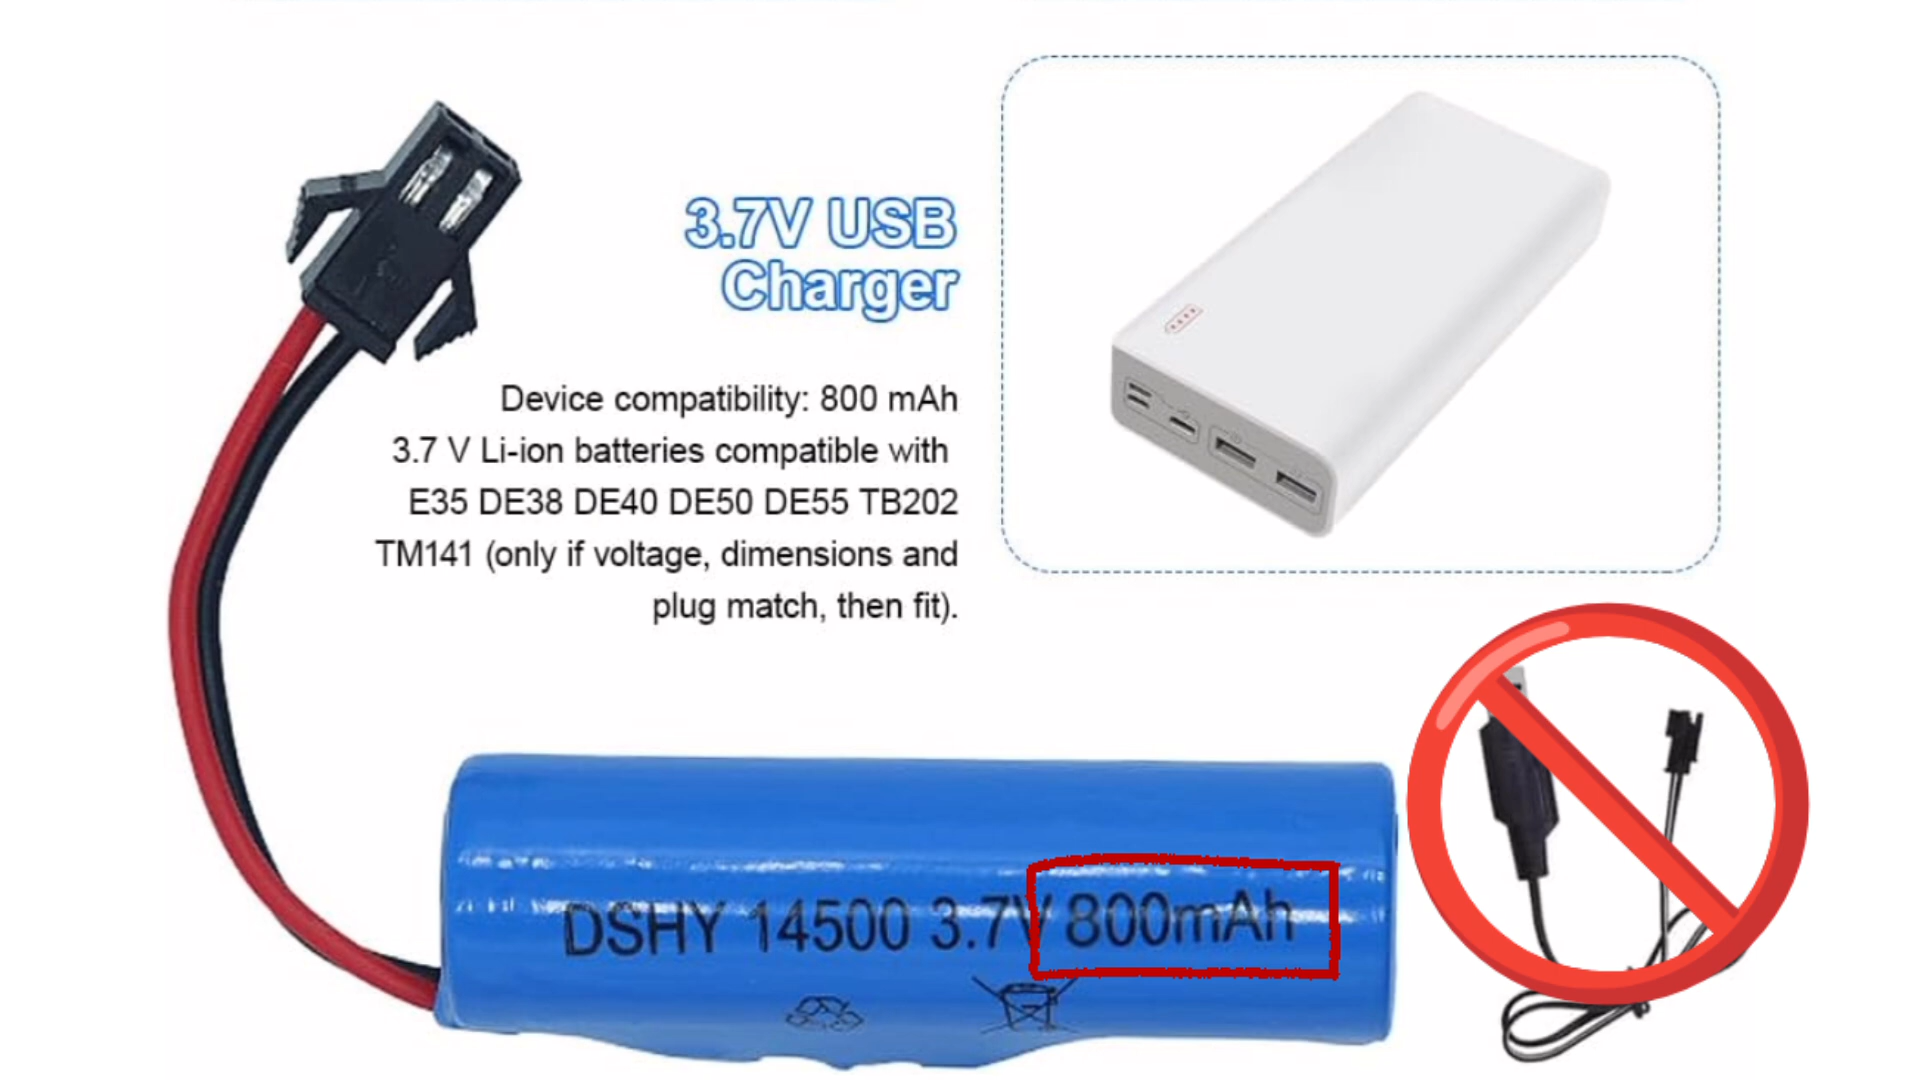 3.7V USB
Charger
Device compatibility: 800 mAh
3.7 V Li-ion batteries compatible with
E35 DE38 DE40 DE50 DE55 TB202
TM141 (only if voltage, dimensions and
plug match, then fit).
DSHY 14500 3.7V 800mAh